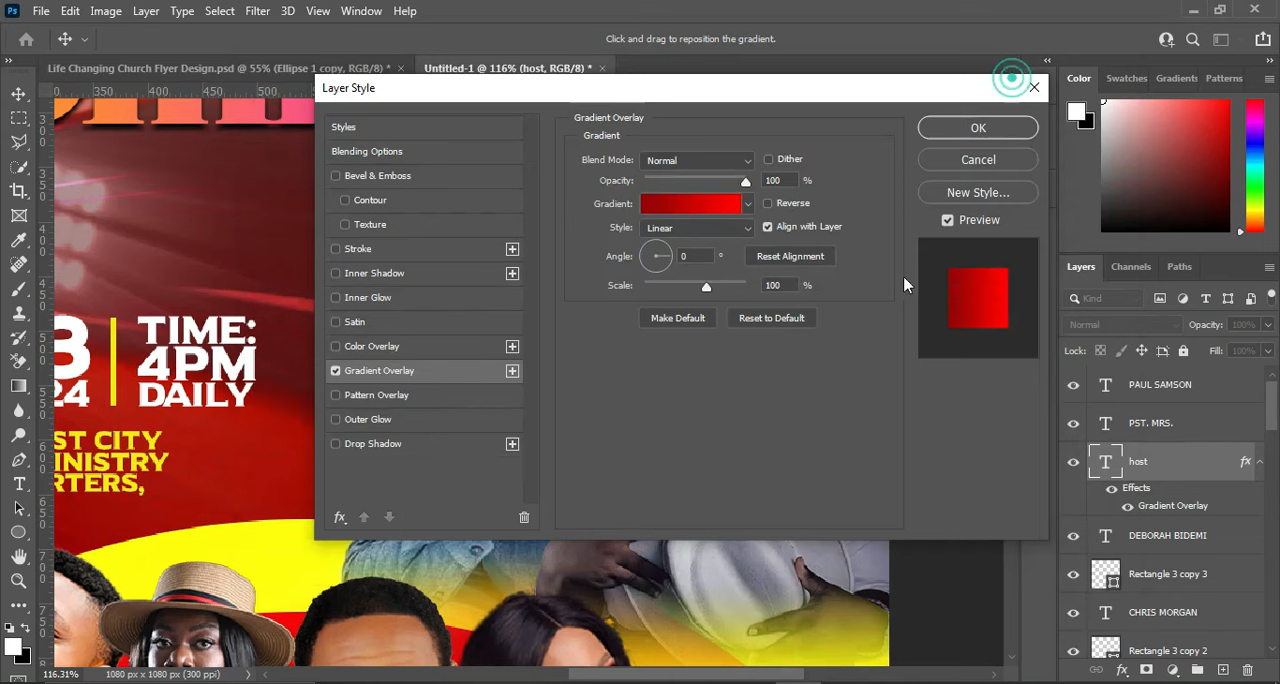 Ps File Edit Image Layer Type Select Filter 3D View Window Help
Click and drag to reposition the gradient.
Life Changing Church Flyer Design.psd @ 55% (Ellipse 1 copy, RGB/8) * ×
Untitled-1 @ 116% (host, RGB/8) * ×
350 400 450 500
Layer Style
Styles
Blending Options
Bevel & Emboss
Contour
Texture
Stroke
Inner Shadow
Inner Glow
Satin
Color Overlay
Gradient Overlay
Pattern Overlay
Outer Glow
Drop Shadow
fx
Gradient Overlay
Gradient
Blend Mode: Normal Dither
Opacity: 100 %
Gradient: Reverse
Style: Linear Align with Layer
Angle: 0 ° Reset Alignment
Scale: 100 %
Make Default Reset to Default
OK
Cancel
New Style...
Preview
Color Swatches Gradients Patterns
Layers Channels Paths
Kind
Normal Opacity: 100%
Lock: Fill: 100%
PAUL SAMSON
PST. MRS.
host fx
Effects
Gradient Overlay
DEBORAH BIDEMI
Rectangle 3 copy 3
CHRIS MORGAN
Rectangle 3 copy 2
fx
TIME:
4PM
24 DAILY
ST CITY
INISTRY
RTERS,
116.31% 1080 px x 1080 px (300 ppi)